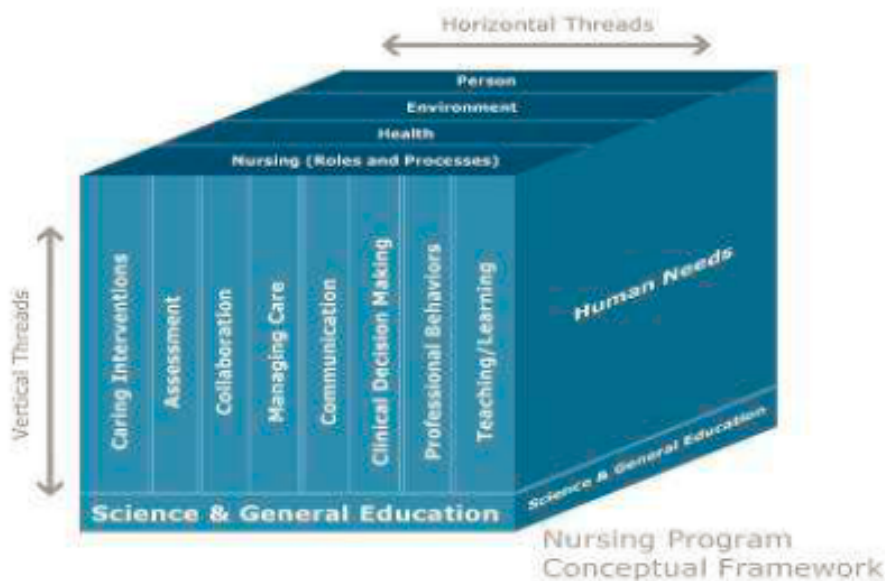 Horizontal Threads
Person
Environment
Health
Nursing (Roles and Processes)
Vertical Threads
Caring Interventions
Assessment
Collaboration
Managing Care
Communication
Clinical Decision Making
Professional Behaviors
Teaching/Learning
Human Needs
Science & General Education
Science & General Education
Nursing Program
Conceptual Framework